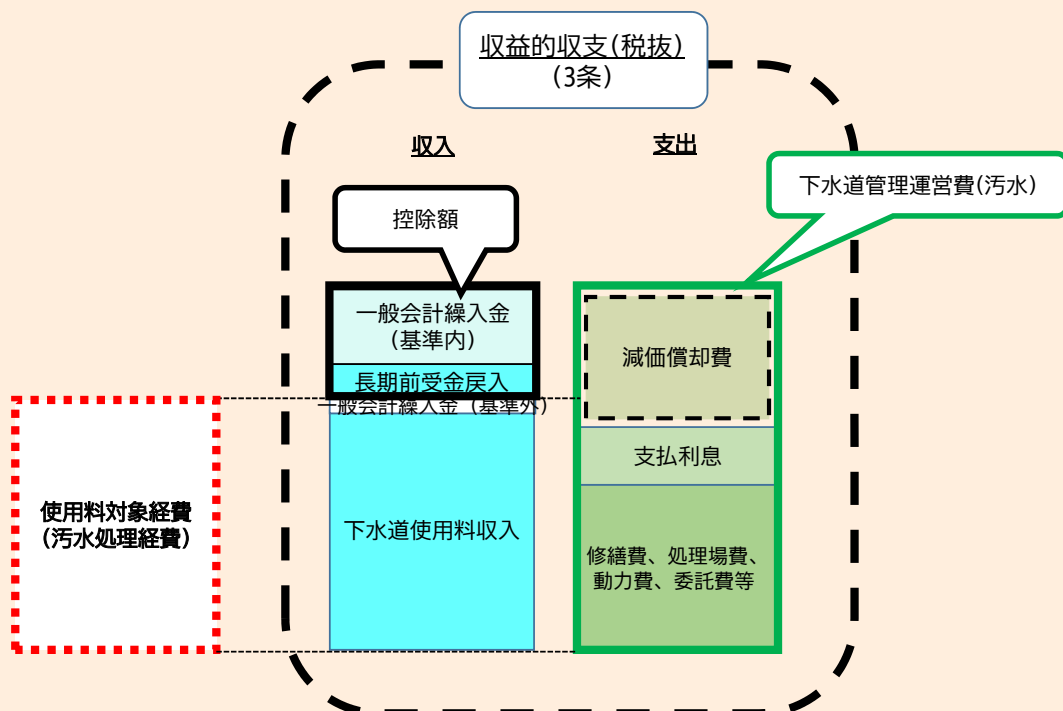 収益的収支(税抜)
(3条)
収入
支出
下水道管理運営費(汚水)
控除額
一般会計繰入金
(基準内)
長期前受金戻入
一般会計繰入金（基準外）
下水道使用料収入
減価償却費
支払利息
修繕費、処理場費、
動力費、委託費等
使用料対象経費
(汚水処理経費)